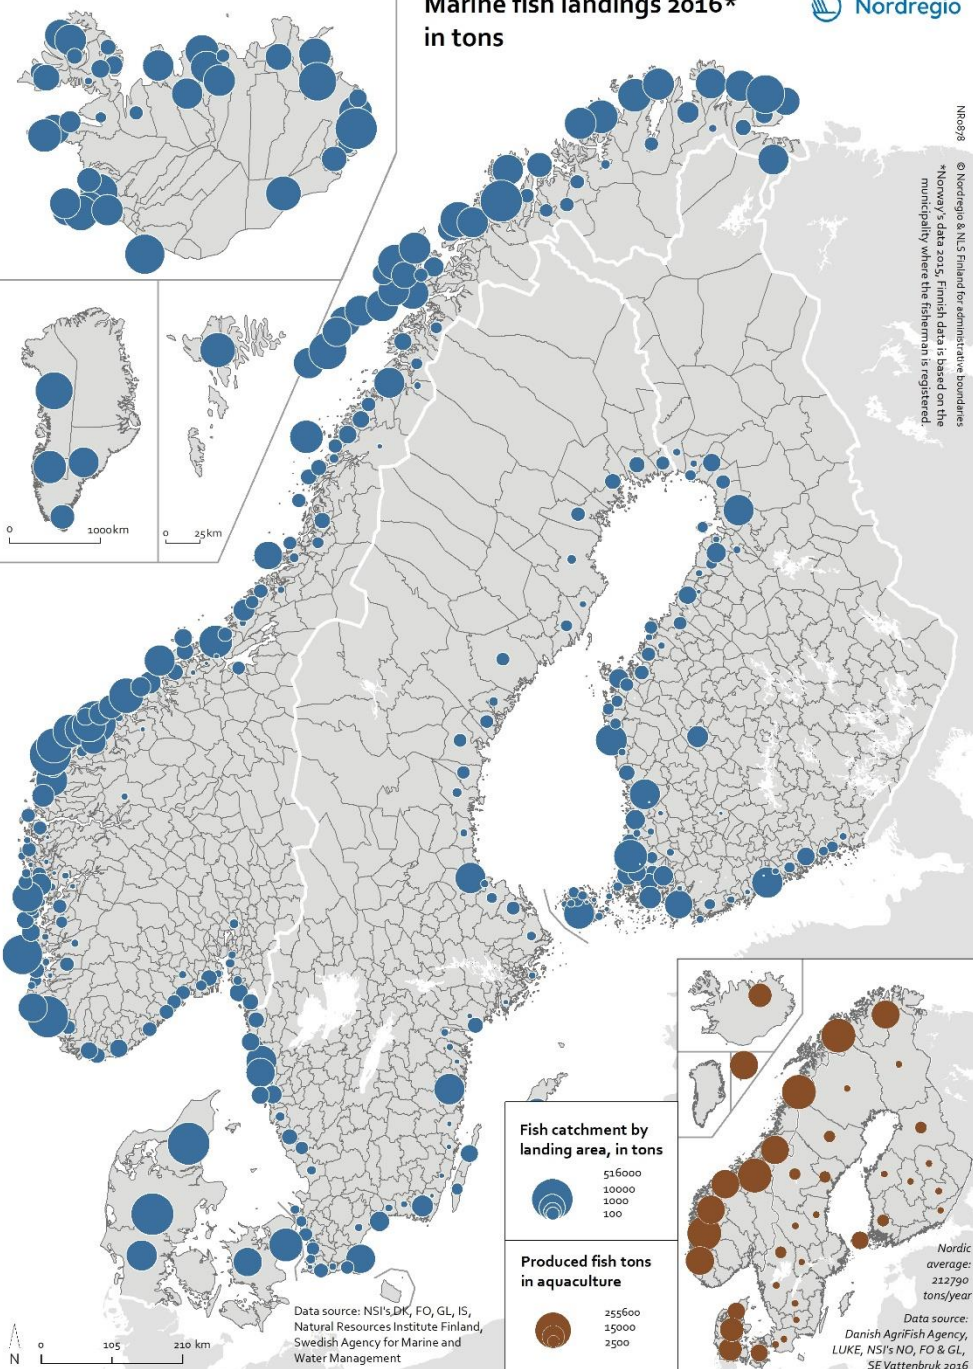 Marine fish landings 2016*
in tons
Nordregio
NR0878
© Nordregio & NLS Finland for administrative boundaries
*Norway's data 2015, Finnish data is based on the
municipality where the fisherman is registered.
0
1000km
0
25km
Fish catchment by
landing area, in tons
516000
10000
1000
100
Produced fish tons
in aquaculture
255600
15000
2500
Nordic
average:
212790
tons/year
Data source:
Danish AgriFish Agency,
LUKE, NSI's NO, FO & GL,
SE Vattenbruk 2016
Data source: NSI's DK, FO, GL, IS,
Natural Resources Institute Finland,
Swedish Agency for Marine and
Water Management
N
0
105
210 km